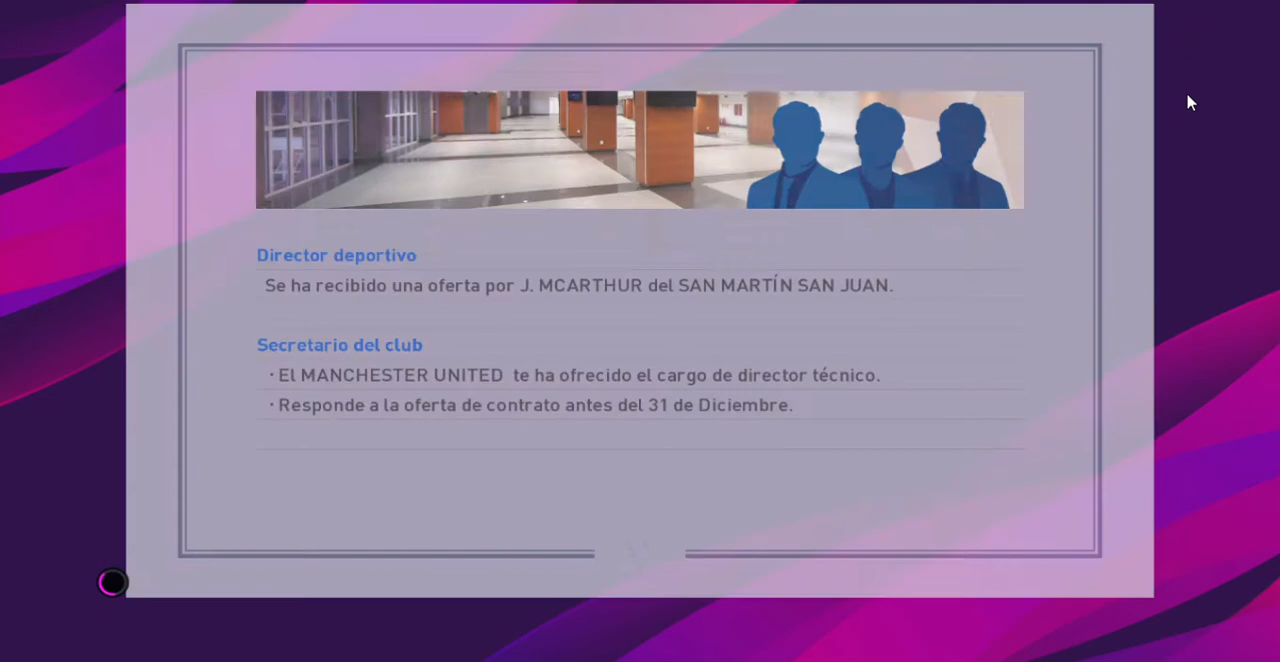 Director deportivo
Se ha recibido una oferta por J. MCARTHUR del SAN MARTÍN SAN JUAN.
Secretario del club
· El MANCHESTER UNITED te ha ofrecido el cargo de director técnico.
· Responde a la oferta de contrato antes del 31 de Diciembre.